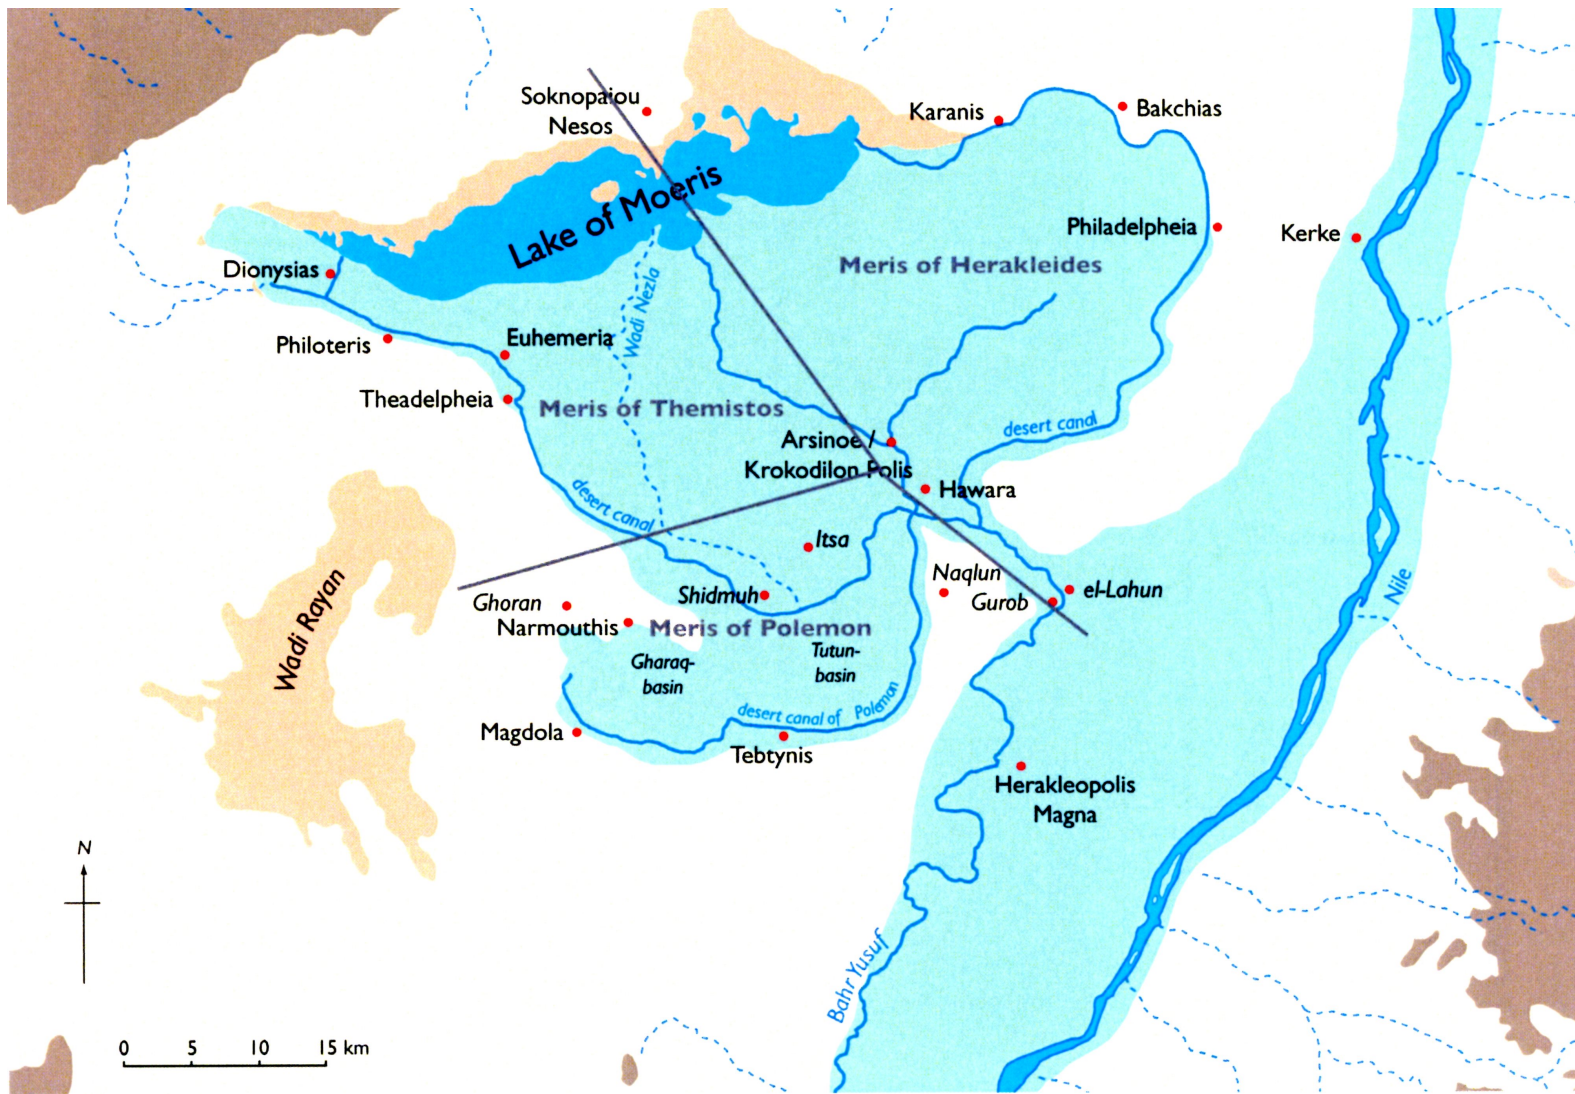 Soknopaiou
Nesos
Karanis
Bakchias
Lake of Moeris
Philadelpheia
Kerke
Dionysias
Meris of Herakleides
Wadi Nezla
Philoteris
Euhemeria
Theadelpheia
Meris of Themistos
desert canal
Arsinoe /
Krokodilon Polis
Hawara
desert canal
Itsa
Wadi Rayan
Ghoran
Narmouthis
Shidmuh
Naqlun
Gurob
el-Lahun
Nile
Meris of Polemon
Gharaq-
basin
Tutun-
basin
desert canal of Polemon
Magdola
Tebtynis
Herakleopolis
Magna
N
Bahr Yusuf
0 5 10 15 km